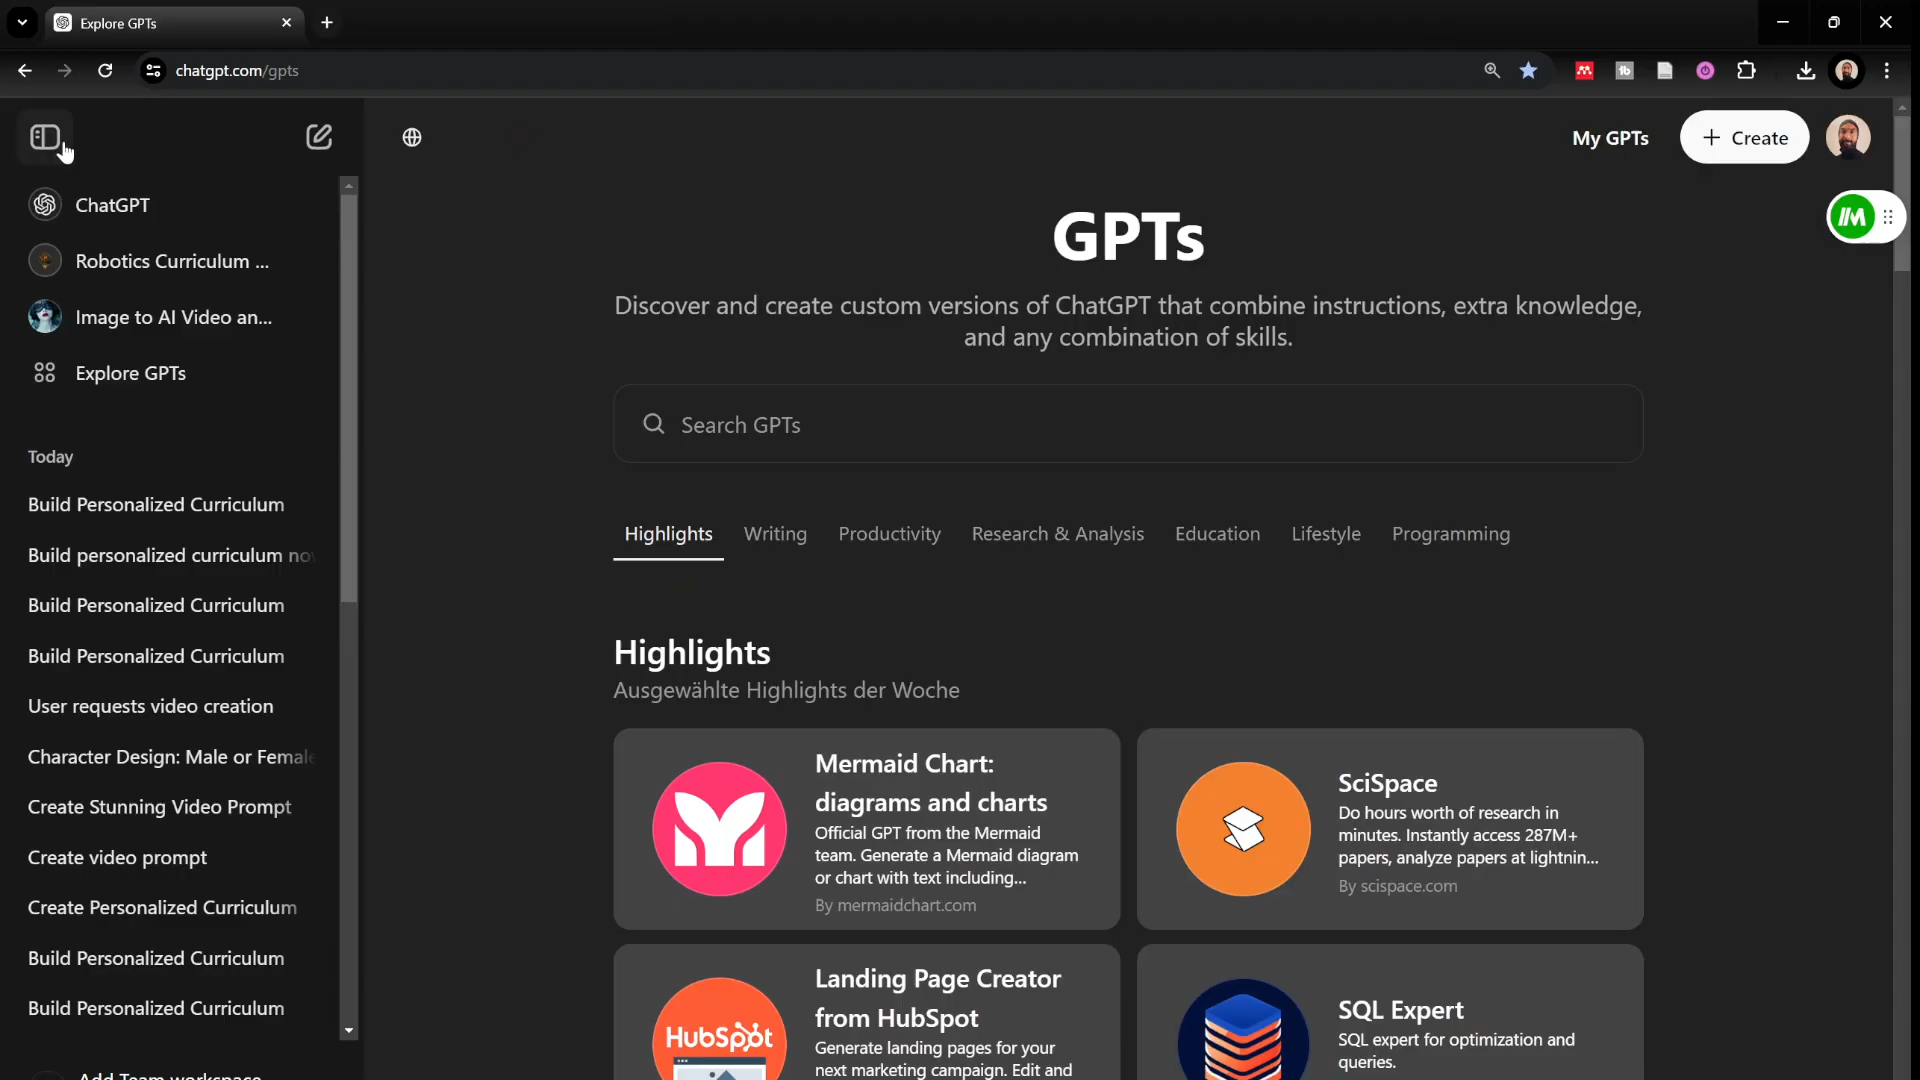 Explore GPTs
chatgpt.com/gpts
ChatGPT
Robotics Curriculum ...
Image to AI Video an...
Explore GPTs
Today
Build Personalized Curriculum
Build personalized curriculum
Build Personalized Curriculum
Build Personalized Curriculum
User requests video creation
Character Design: Male or Female
Create Stunning Video Prompt
Create video prompt
Create Personalized Curriculum
Build Personalized Curriculum
Build Personalized Curriculum
Add Team workspace
My GPTs
+ Create
GPTs
Discover and create custom versions of ChatGPT that combine instructions, extra knowledge,
and any combination of skills.
Search GPTs
Highlights Writing Productivity Research & Analysis Education Lifestyle Programming
Highlights
Ausgewählte Highlights der Woche
Mermaid Chart:
diagrams and charts
Official GPT from the Mermaid
team. Generate a Mermaid diagram
or chart with text including...
By mermaidchart.com
SciSpace
Do hours worth of research in
minutes. Instantly access 287M+
papers, analyze papers at lightnin...
By scispace.com
HubSpot
Landing Page Creator
from HubSpot
Generate landing pages for your
next marketing campaign. Edit and
SQL Expert
SQL expert for optimization and
queries.